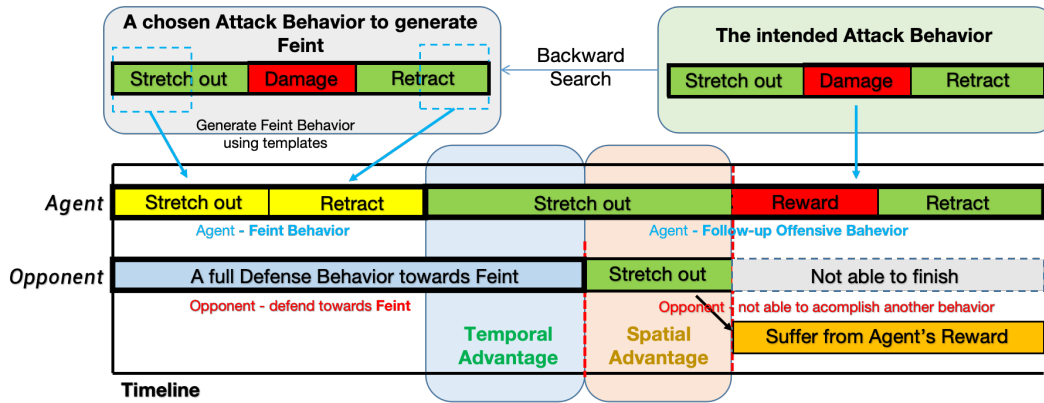 A chosen Attack Behavior to generate
Feint
Stretch out Damage Retract
Generate Feint Behavior
using templates
Backward
Search
The intended Attack Behavior
Stretch out Damage Retract
Agent
Stretch out Retract Stretch out Reward Retract
Agent - Feint Behavior
Agent - Follow-up Offensive Bahevior
Opponent
A full Defense Behavior towards Feint Stretch out Not able to finish
Opponent - defend towards Feint
Opponent - not able to acomplish another behavior
Temporal
Advantage
Spatial
Advantage
Suffer from Agent's Reward
Timeline